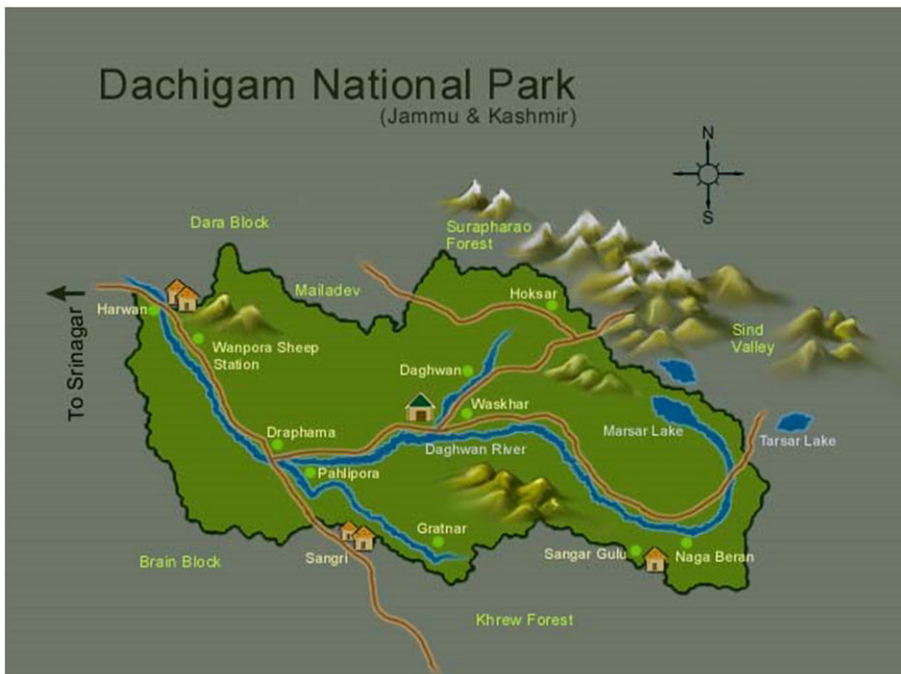 Dachigam National Park
(Jammu & Kashmir)
N
S
Dara Block
Surapharao
Forest
Mailadev
Hoksar
Harwan
To Srinagar
Wanpora Sheep
Station
Sind
Valley
Daghwan
Waskhar
Marsar Lake
Tarsar Lake
Draphama
Daghwan River
Pahlipora
Gratnar
Sangri
Sangar Gulu
Naga Beran
Brain Block
Khrew Forest